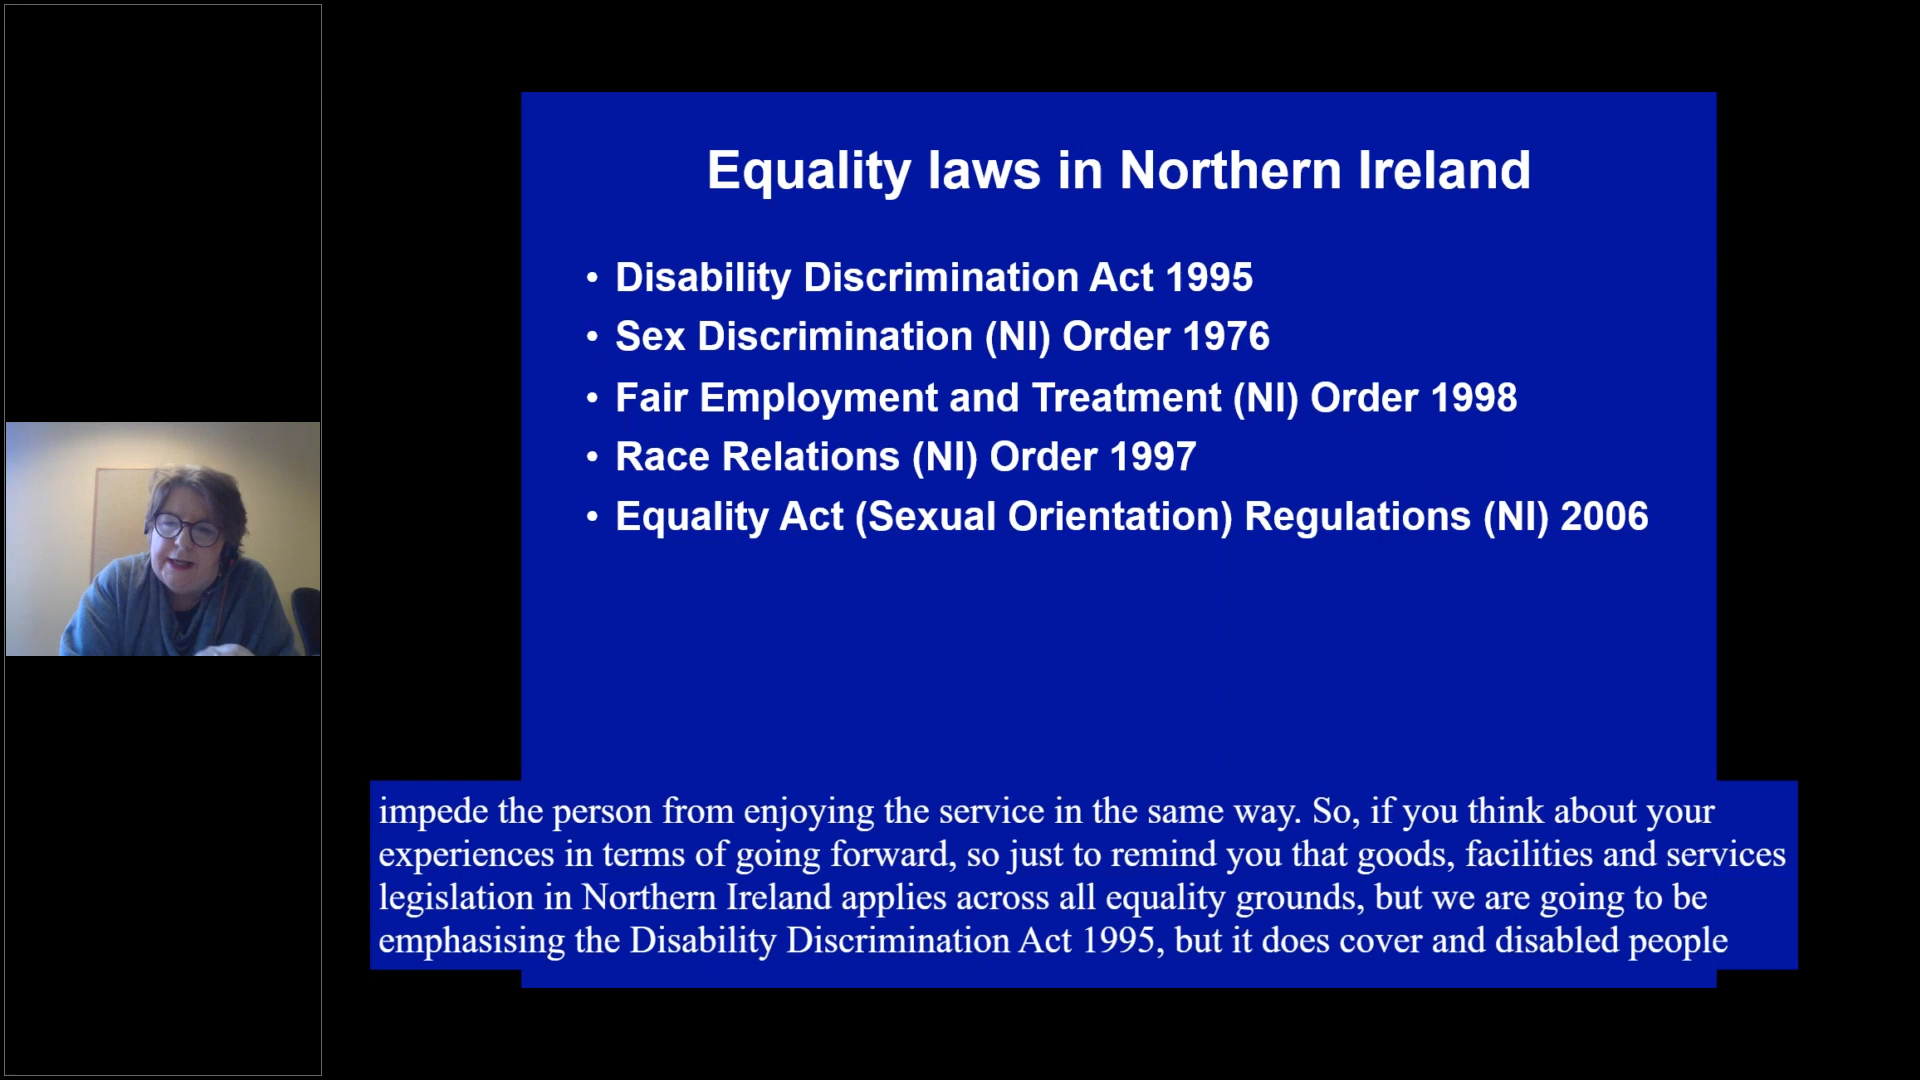 Equality laws in Northern Ireland
• Disability Discrimination Act 1995
• Sex Discrimination (NI) Order 1976
• Fair Employment and Treatment (NI) Order 1998
• Race Relations (NI) Order 1997
• Equality Act (Sexual Orientation) Regulations (NI) 2006
impede the person from enjoying the service in the same way. So, if you think about your
experiences in terms of going forward, so just to remind you that goods, facilities and services
legislation in Northern Ireland applies across all equality grounds, but we are going to be
emphasising the Disability Discrimination Act 1995, but it does cover and disabled people